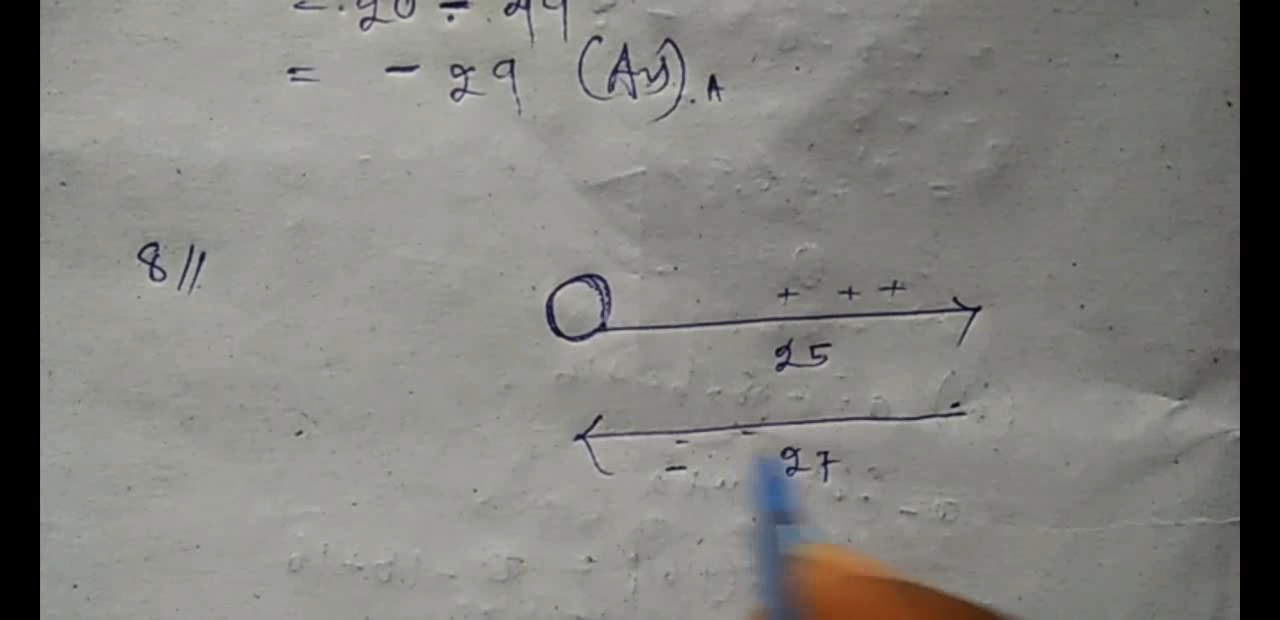 = - 29 (Ans). A
8//
+ + +
25
- -
- 27